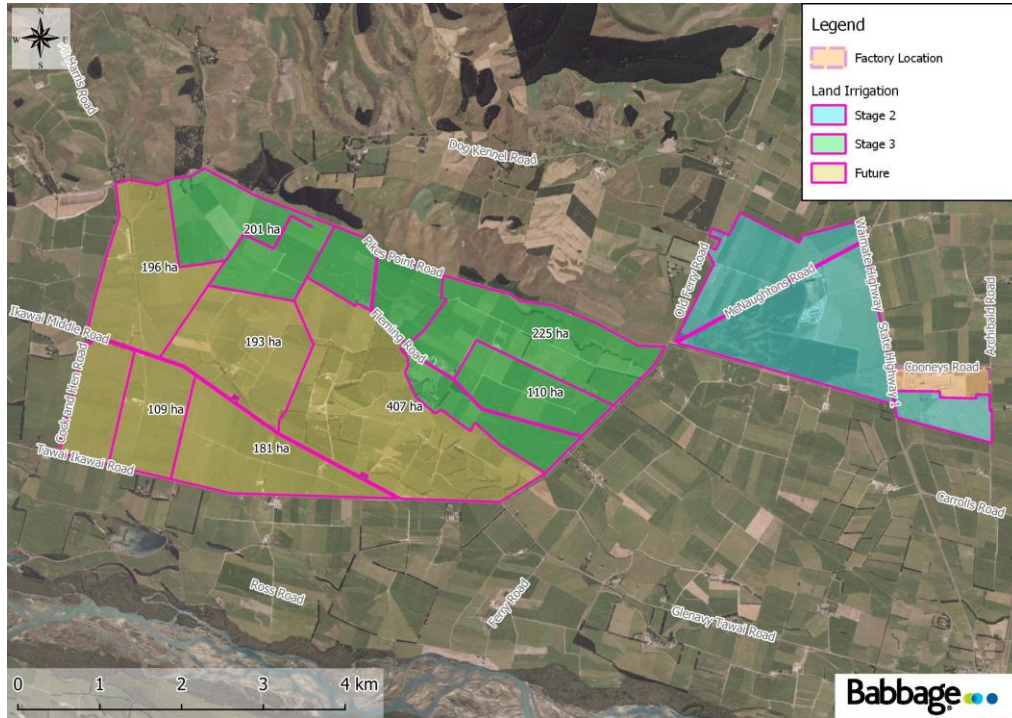 N
W
E
S
Mt Harris Road
Dog Kennel Road
Legend
Factory Location
Land Irrigation
Stage 2
Stage 3
Future
201 ha
196 ha
Pikes Point Road
Old Ferry Road
McNaughtons Road
Waimate Highway
State Highway 1
Archibald Road
Ikawai Middle Road
193 ha
Fleming Road
225 ha
Cooneys Road
Cock and Hen Road
109 ha
407 ha
110 ha
181 ha
Tawai Ikawai Road
Carrolls Road
Ross Road
Ferry Road
Glenavy Tawai Road
0 1 2 3 4 km
Babbage